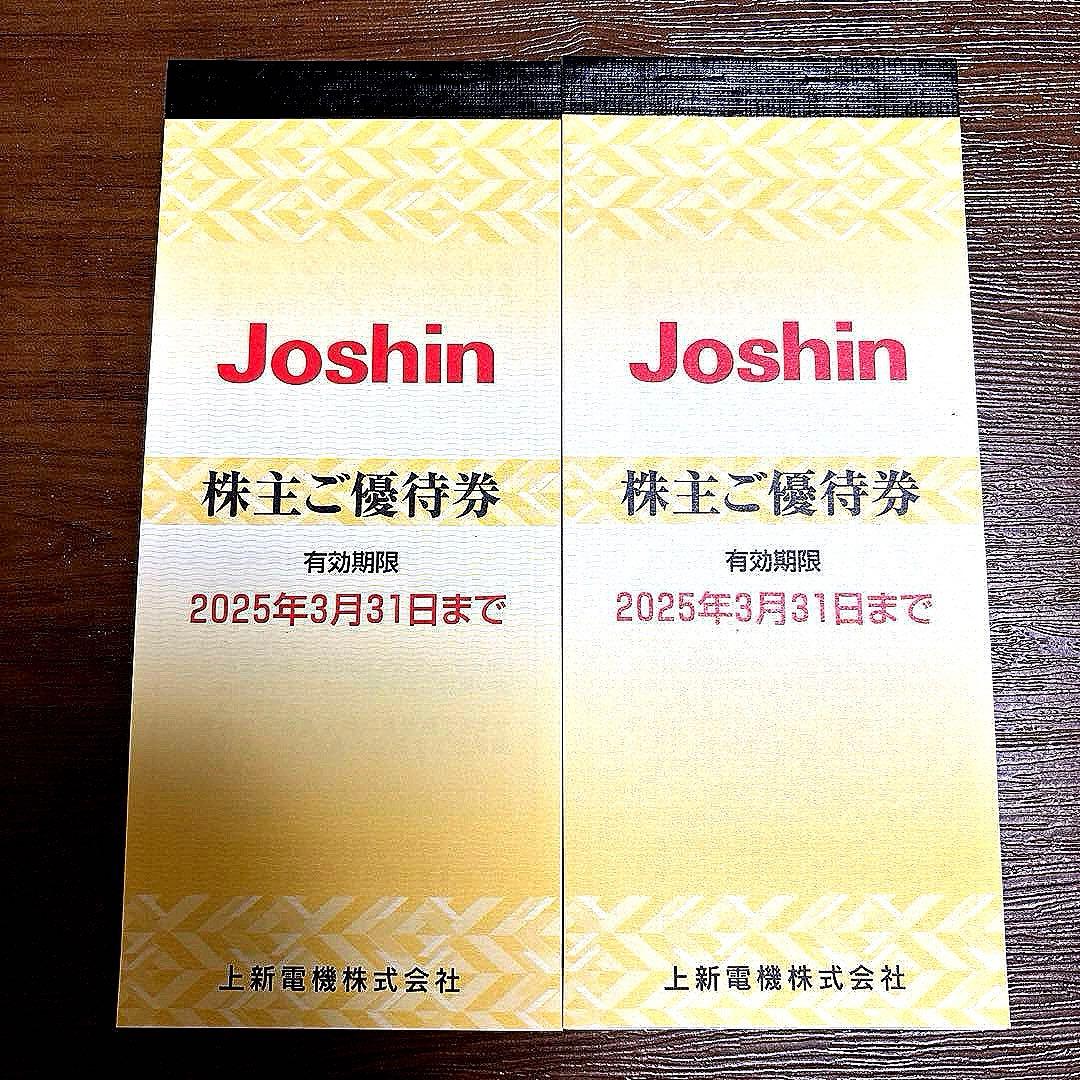 Joshin
株主ご優待券
有効期限
2025年3月31日まで
上新電機株式会社
Joshin
株主ご優待券
有効期限
2025年3月31日まで
上新電機株式会社